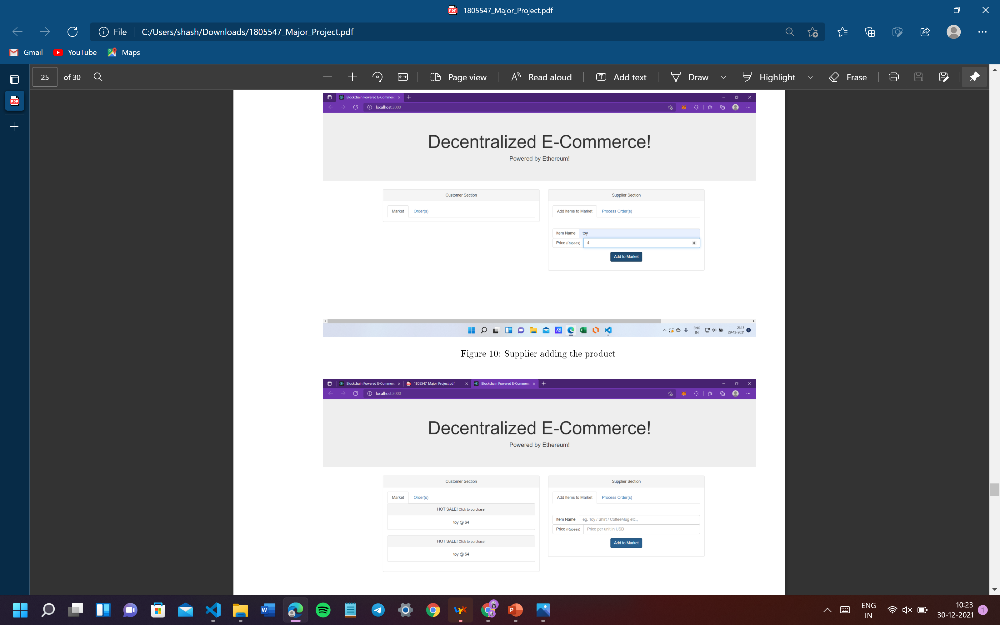 1805547_Major_Project.pdf
File C:/Users/shash/Downloads/1805547_Major_Project.pdf
Gmail YouTube Maps
25 of 30 Page view Read aloud Add text Draw Highlight Erase
Blockchain Powered E-Commerc
localhost:3000
Decentralized E-Commerce!
Powered by Ethereum!
Customer Section Supplier Section
Market Order(s) Add Items to Market Process Order(s)
Item Name toy
Price (Rupees) 4
Add to Market
ENG
IN
21:13
29-12-2021
4
Figure 10: Supplier adding the product
Blockchain Powered E-Commerc 1805547_Major_Project.pdf Blockchain Powered E-Commerc
localhost:3000
Decentralized E-Commerce!
Powered by Ethereum!
Customer Section Supplier Section
Market Order(s) Add Items to Market Process Order(s)
HOT SALE! Click to purchase!
toy @ $4
HOT SALE! Click to purchase!
toy @ $4
Item Name eg. Toy / Shirt / CoffeeMug etc.,
Price (Rupees) Price per unit in USD
Add to Market
ENG
IN
10:23
30-12-2021
1